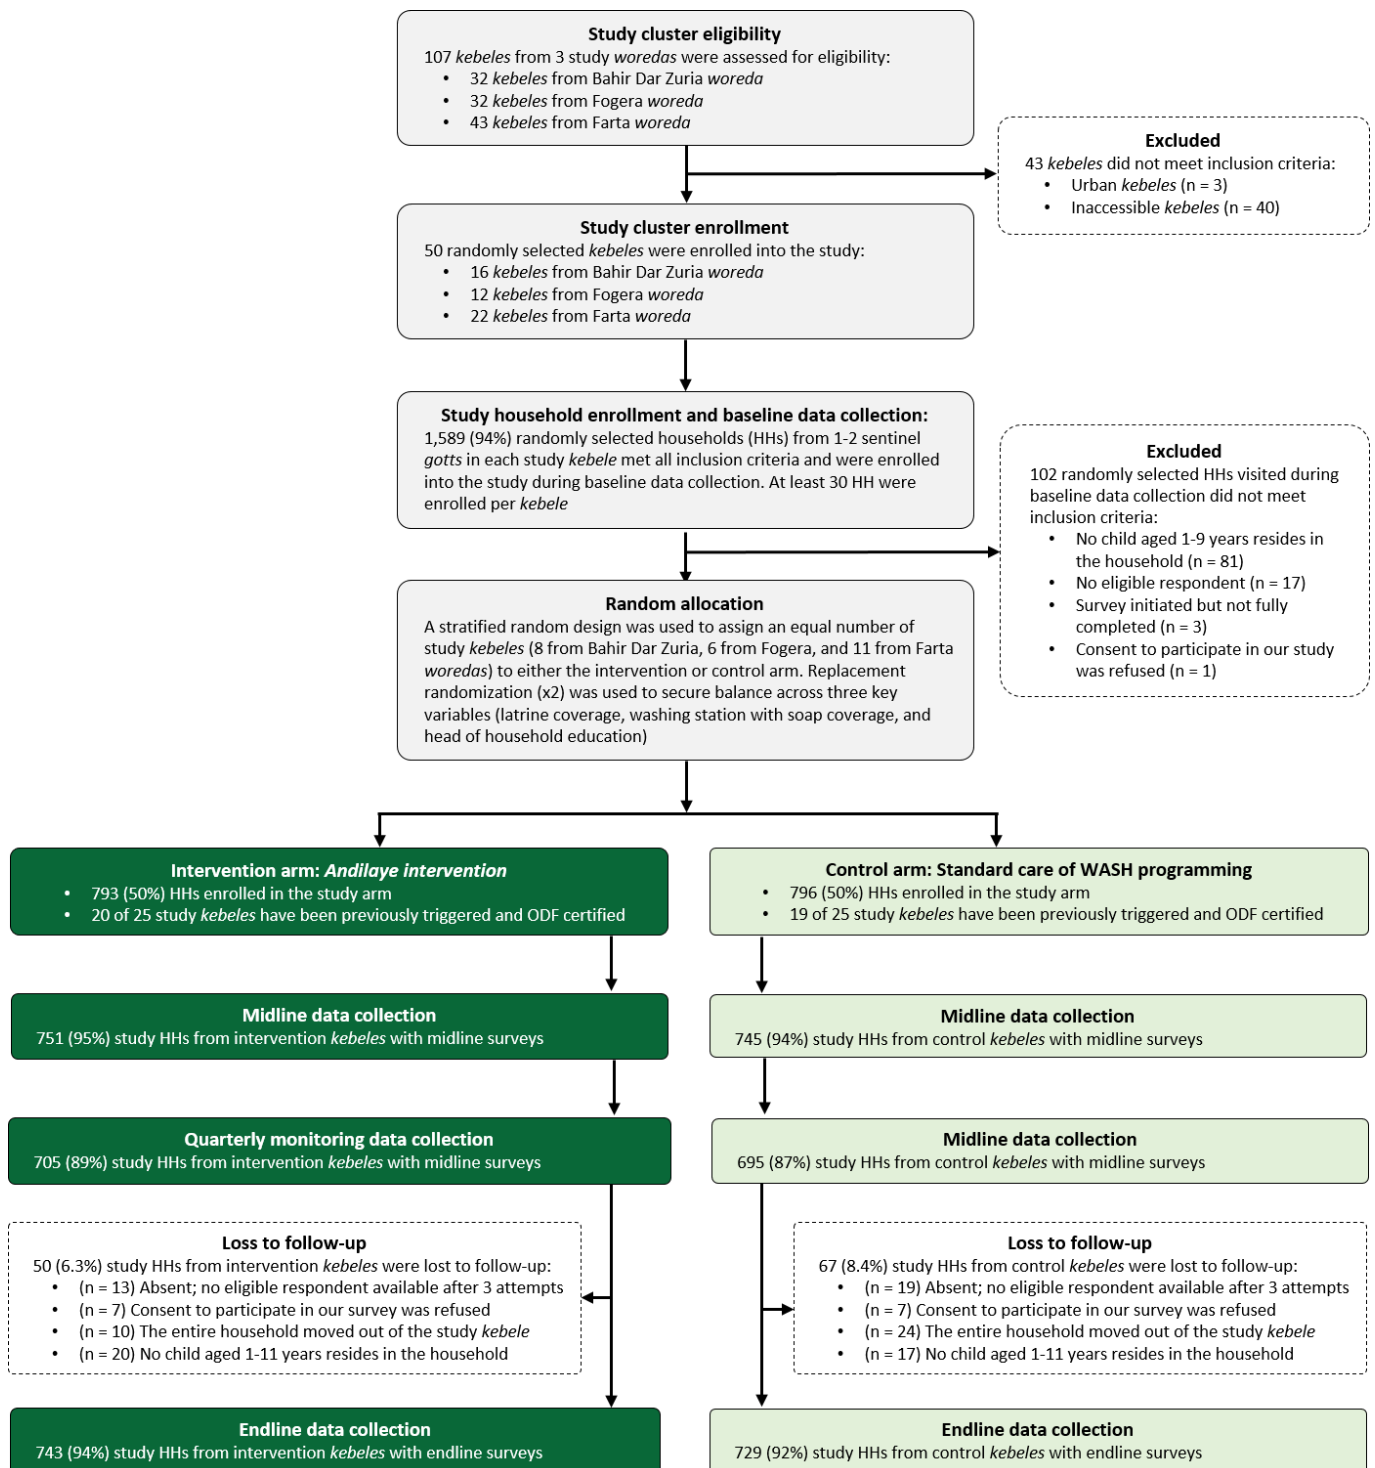 Study cluster eligibility
107 kebeles from 3 study woredas were assessed for eligibility:
• 32 kebeles from Bahir Dar Zuria woreda
• 32 kebeles from Fogera woreda
• 43 kebeles from Farta woreda
Excluded
43 kebeles did not meet inclusion criteria:
• Urban kebeles (n = 3)
• Inaccessible kebeles (n = 40)
Study cluster enrollment
50 randomly selected kebeles were enrolled into the study:
• 16 kebeles from Bahir Dar Zuria woreda
• 12 kebeles from Fogera woreda
• 22 kebeles from Farta woreda
Study household enrollment and baseline data collection:
1,589 (94%) randomly selected households (HHs) from 1-2 sentinel
gotts in each study kebele met all inclusion criteria and were enrolled
into the study during baseline data collection. At least 30 HH were
enrolled per kebele
Excluded
102 randomly selected HHs visited during
baseline data collection did not meet
inclusion criteria:
• No child aged 1-9 years resides in
the household (n = 81)
• No eligible respondent (n = 17)
• Survey initiated but not fully
completed (n = 3)
• Consent to participate in our study
was refused (n = 1)
Random allocation
A stratified random design was used to assign an equal number of
study kebeles (8 from Bahir Dar Zuria, 6 from Fogera, and 11 from Farta
woredas) to either the intervention or control arm. Replacement
randomization (x2) was used to secure balance across three key
variables (latrine coverage, washing station with soap coverage, and
head of household education)
Intervention arm: Andilaye intervention
• 793 (50%) HHs enrolled in the study arm
• 20 of 25 study kebeles have been previously triggered and ODF certified
Control arm: Standard care of WASH programming
• 796 (50%) HHs enrolled in the study arm
• 19 of 25 study kebeles have been previously triggered and ODF certified
Midline data collection
751 (95%) study HHs from intervention kebeles with midline surveys
Midline data collection
745 (94%) study HHs from control kebeles with midline surveys
Quarterly monitoring data collection
705 (89%) study HHs from intervention kebeles with midline surveys
Midline data collection
695 (87%) study HHs from control kebeles with midline surveys
Loss to follow-up
50 (6.3%) study HHs from intervention kebeles were lost to follow-up:
• (n = 13) Absent; no eligible respondent available after 3 attempts
• (n = 7) Consent to participate in our survey was refused
• (n = 10) The entire household moved out of the study kebele
• (n = 20) No child aged 1-11 years resides in the household
Loss to follow-up
67 (8.4%) study HHs from control kebeles were lost to follow-up:
• (n = 19) Absent; no eligible respondent available after 3 attempts
• (n = 7) Consent to participate in our survey was refused
• (n = 24) The entire household moved out of the study kebele
• (n = 17) No child aged 1-11 years resides in the household
Endline data collection
743 (94%) study HHs from intervention kebeles with endline surveys
Endline data collection
729 (92%) study HHs from control kebeles with endline surveys